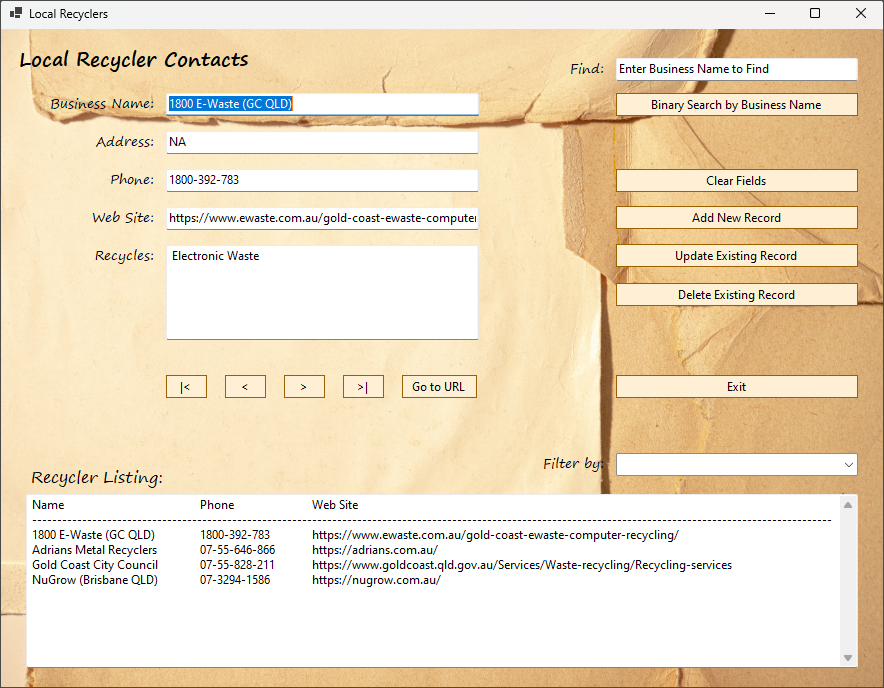 Local Recyclers
Local Recycler Contacts
Find: Enter Business Name to Find
Business Name: 1800 E-Waste (GC QLD)
Binary Search by Business Name
Address: NA
Phone: 1800-392-783
Clear Fields
Web Site: https://www.ewaste.com.au/gold-coast-ewaste-computer
Add New Record
Recycles: Electronic Waste
Update Existing Record
Delete Existing Record
|< < > >| Go to URL
Exit
Filter by:
Recycler Listing:
Name Phone Web Site
--------------------------------------------------------------------------------------------------------------------------------------------------------------
1800 E-Waste (GC QLD) 1800-392-783 https://www.ewaste.com.au/gold-coast-ewaste-computer-recycling/
Adrians Metal Recyclers 07-55-646-866 https://adrians.com.au/
Gold Coast City Council 07-55-828-211 https://www.goldcoast.qld.gov.au/Services/Waste-recycling/Recycling-services
NuGrow (Brisbane QLD) 07-3294-1586 https://nugrow.com.au/